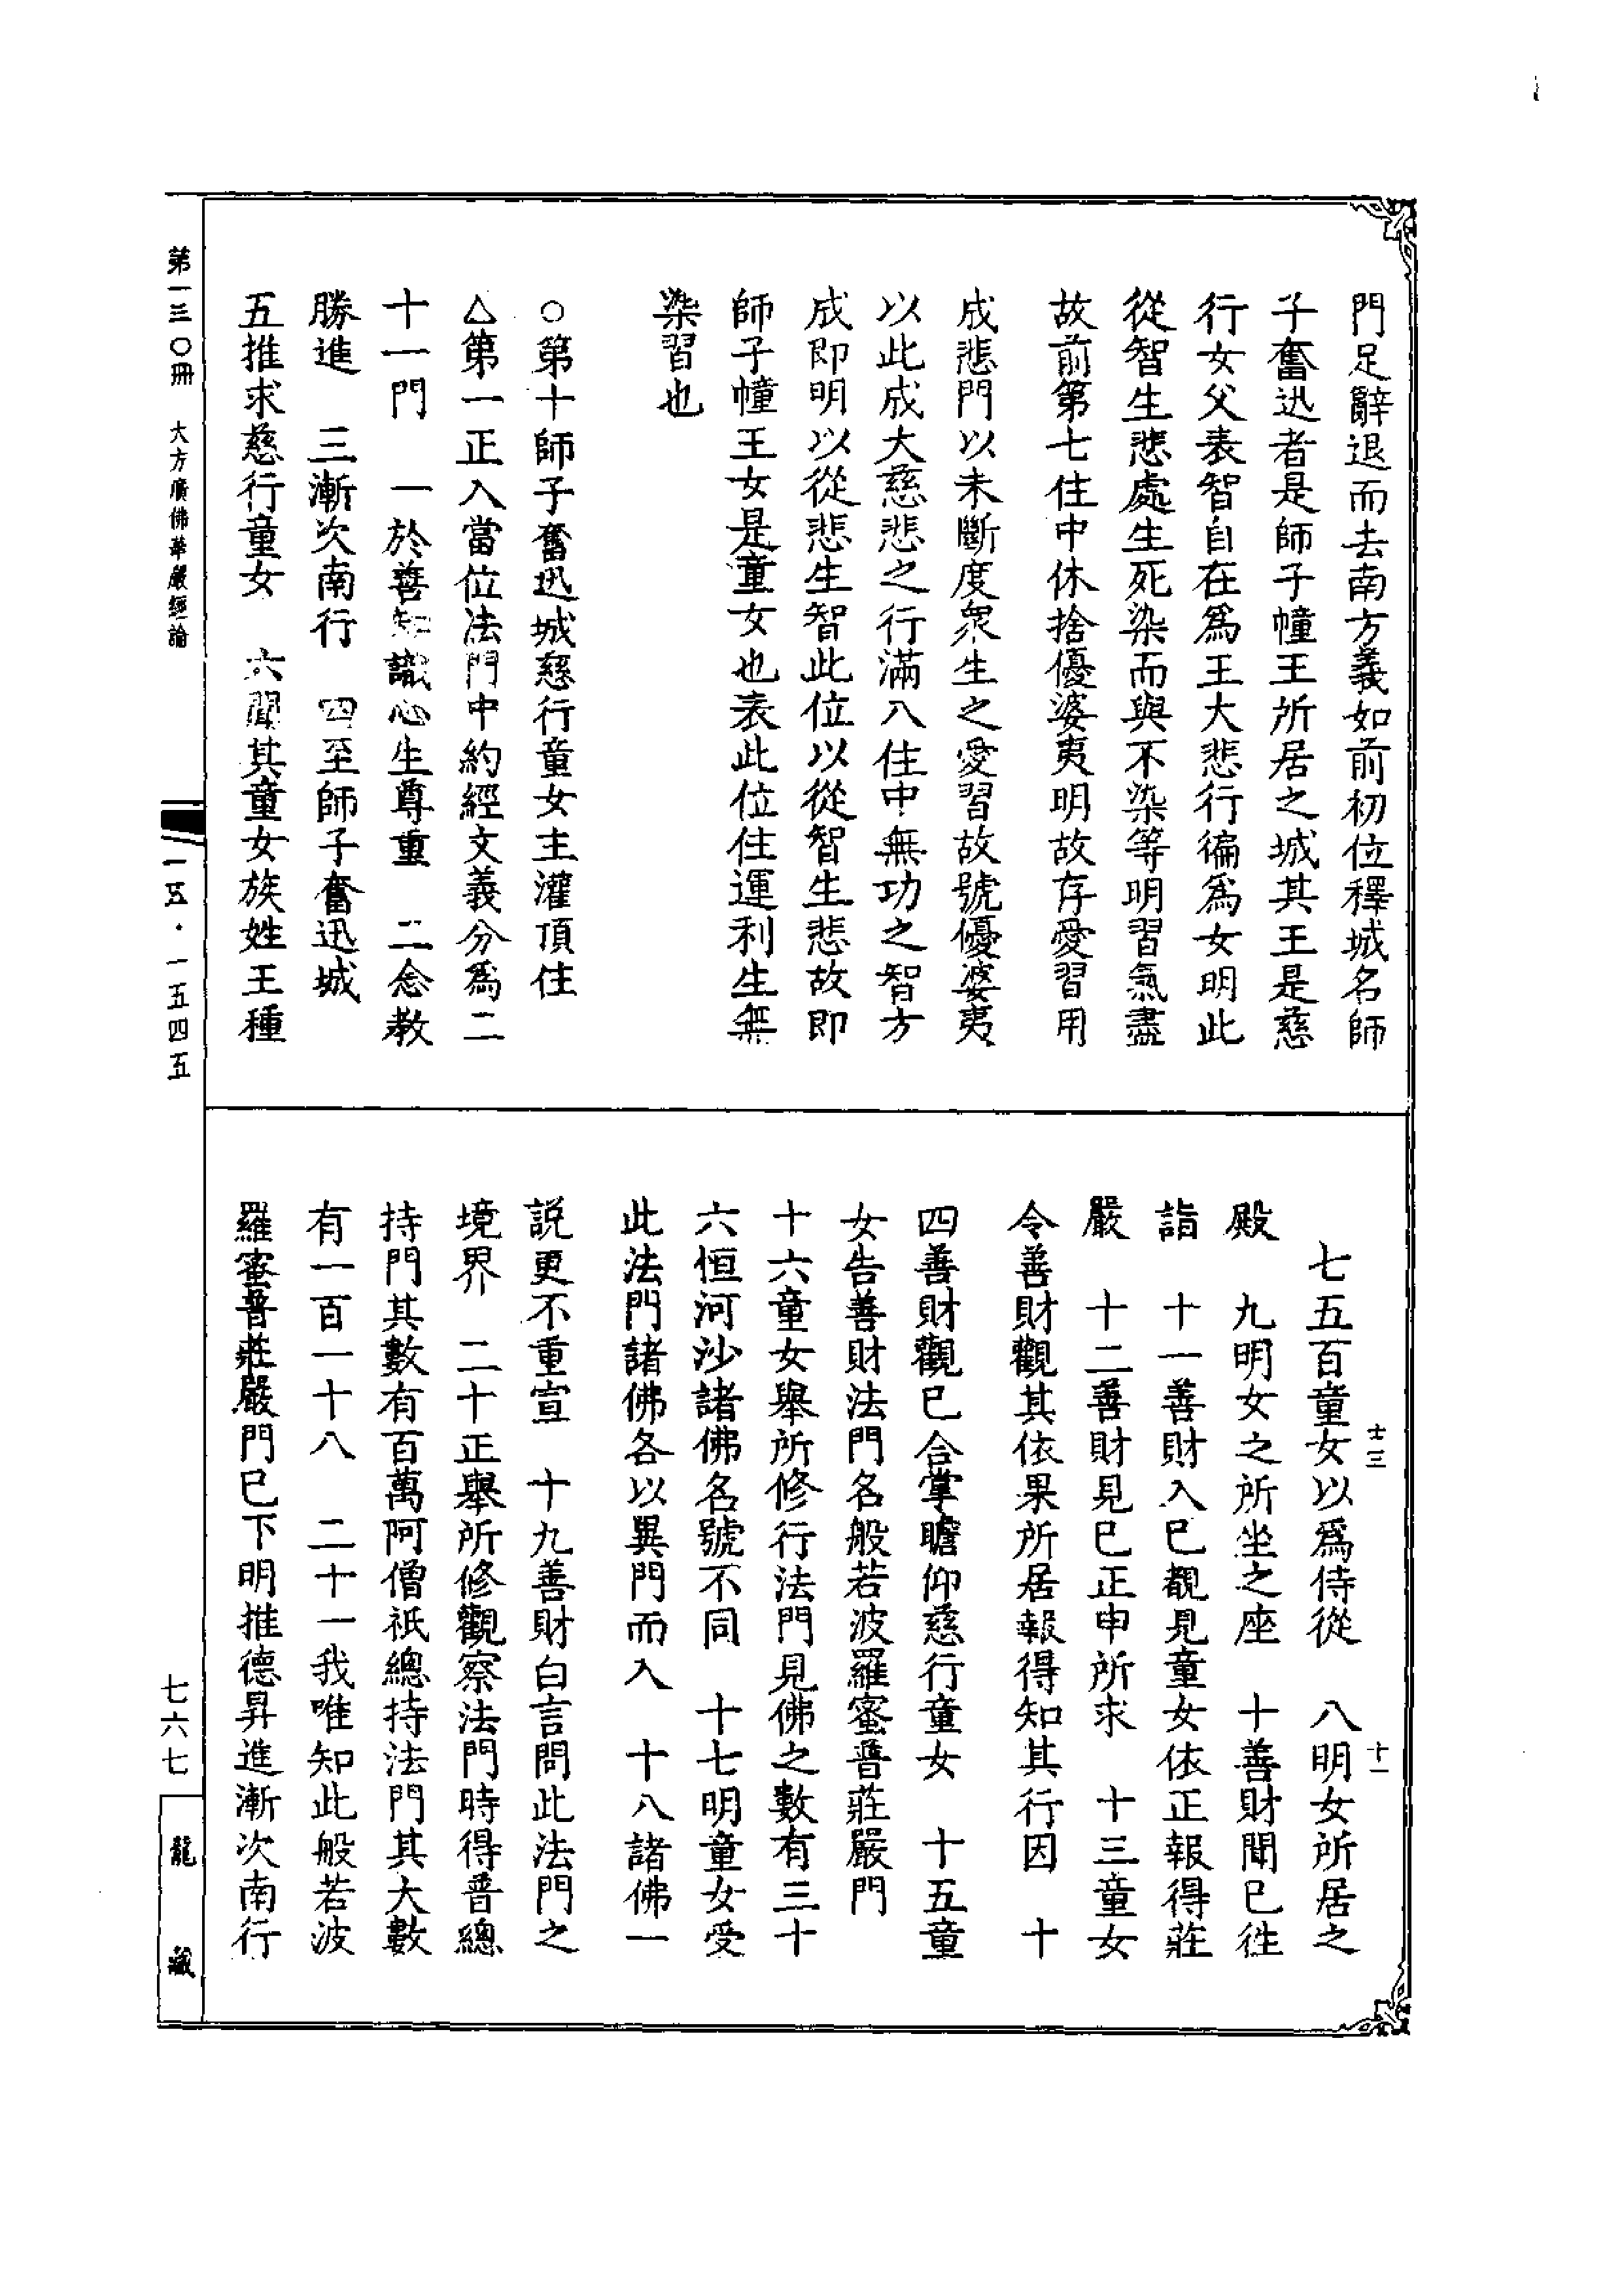 門足辭退而去南方義如前初位釋城名師
子奮迅者是師子幢王所居之城其王是慈
行女父表智自在爲王大悲行徧爲女明此
從智生悲處生死染而與不染等明習氣盡
故前第七住中休捨優婆夷明故存愛習用
成悲門以未斷度衆生之愛習故號優婆夷
以此成大慈悲之行滿八住中無功之智方
成即明以從悲生智此位以從智生悲故即
師子幢王女是童女也表此位住運利生無
染習也
○第十師子奮迅城慈行童女主灌頂住
△第一正入當位法門中約經文義分爲二
十一門　一於善知識心生尊重　二念教
勝進　三漸次南行　四至師子奮迅城
五推求慈行童女　六聞其童女族姓王種
第一三〇冊　大方廣佛華嚴經論
一五·一五四五
士三　十一
七五百童女以爲侍從　八明女所居之
殿　九明女之所坐之座　十善財聞已徃
詣　十一善財入已覩見童女依正報得莊
嚴　十二善財見已正申所求　十三童女
令善財觀其依果所居報得知其行因　十
四善財觀已合掌瞻仰慈行童女　十五童
女告善財法門名般若波羅蜜普莊嚴門
十六童女舉所修行法門見佛之數有三十
六恒河沙諸佛名號不同　十七明童女受
此法門諸佛各以異門而入　十八諸佛一
説更不重宣　十九善財白言問此法門之
境界　二十正舉所修觀察法門時得普總
持門其數有百萬阿僧祇總持法門其大數
有一百一十八　二十一我唯知此般若波
羅蜜普莊嚴門已下明推德昇進漸次南行
七六七
龍藏